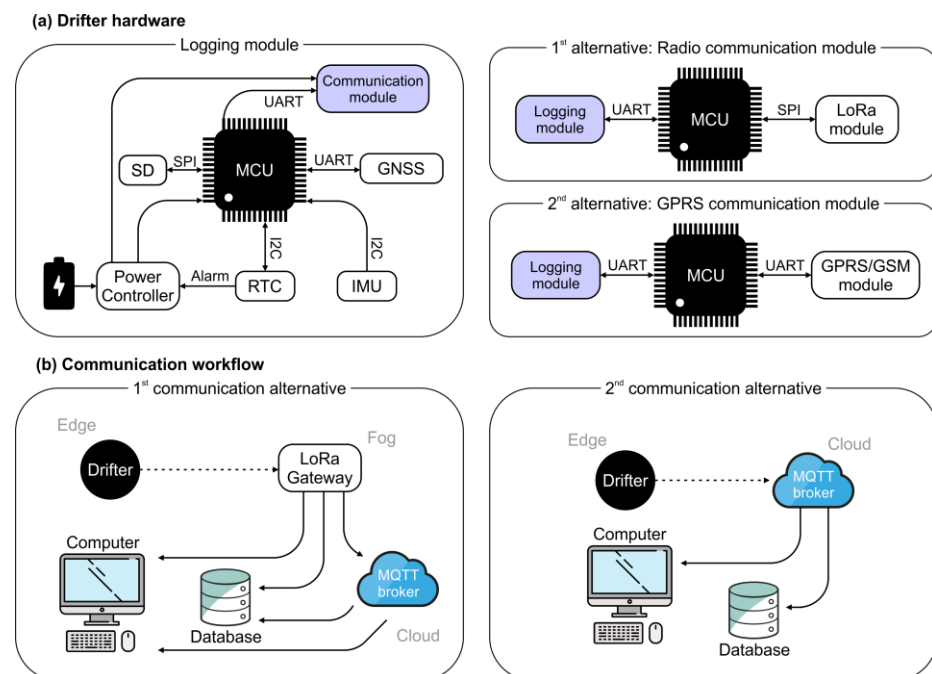 (a) Drifter hardware
Logging module
Communication
module
UART
SD
SPI
MCU
UART
GNSS
I2C
I2C
Power
Controller
Alarm
RTC
IMU
1st alternative: Radio communication module
Logging
module
UART
MCU
SPI
LoRa
module
2nd alternative: GPRS communication module
Logging
module
UART
MCU
UART
GPRS/GSM
module
(b) Communication workflow
1st communication alternative
Edge
Fog
Drifter
LoRa
Gateway
Computer
MQTT
broker
Database
Cloud
2nd communication alternative
Edge
Cloud
Drifter
MQTT
broker
Computer
Database